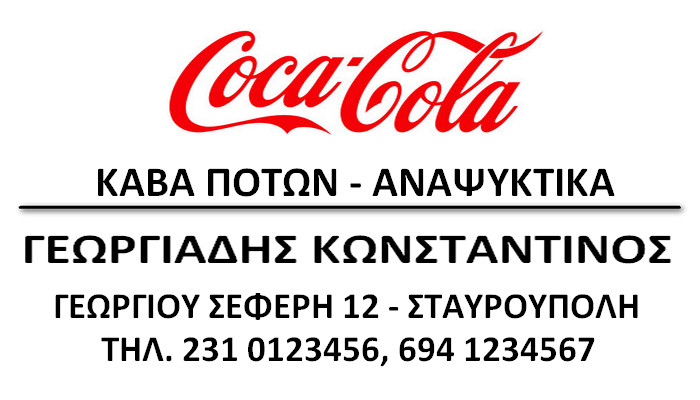 Coca-Cola
ΚΑΒΑ ΠΟΤΩΝ - ΑΝΑΨΥΚΤΙΚΑ
ΓΕΩΡΓΙΑΔΗΣ ΚΩΝΣΤΑΝΤΙΝΟΣ
ΓΕΩΡΓΙΟΥ ΣΕΦΕΡΗ 12 - ΣΤΑΥΡΟΥΠΟΛΗ
ΤΗΛ. 231 0123456, 694 1234567